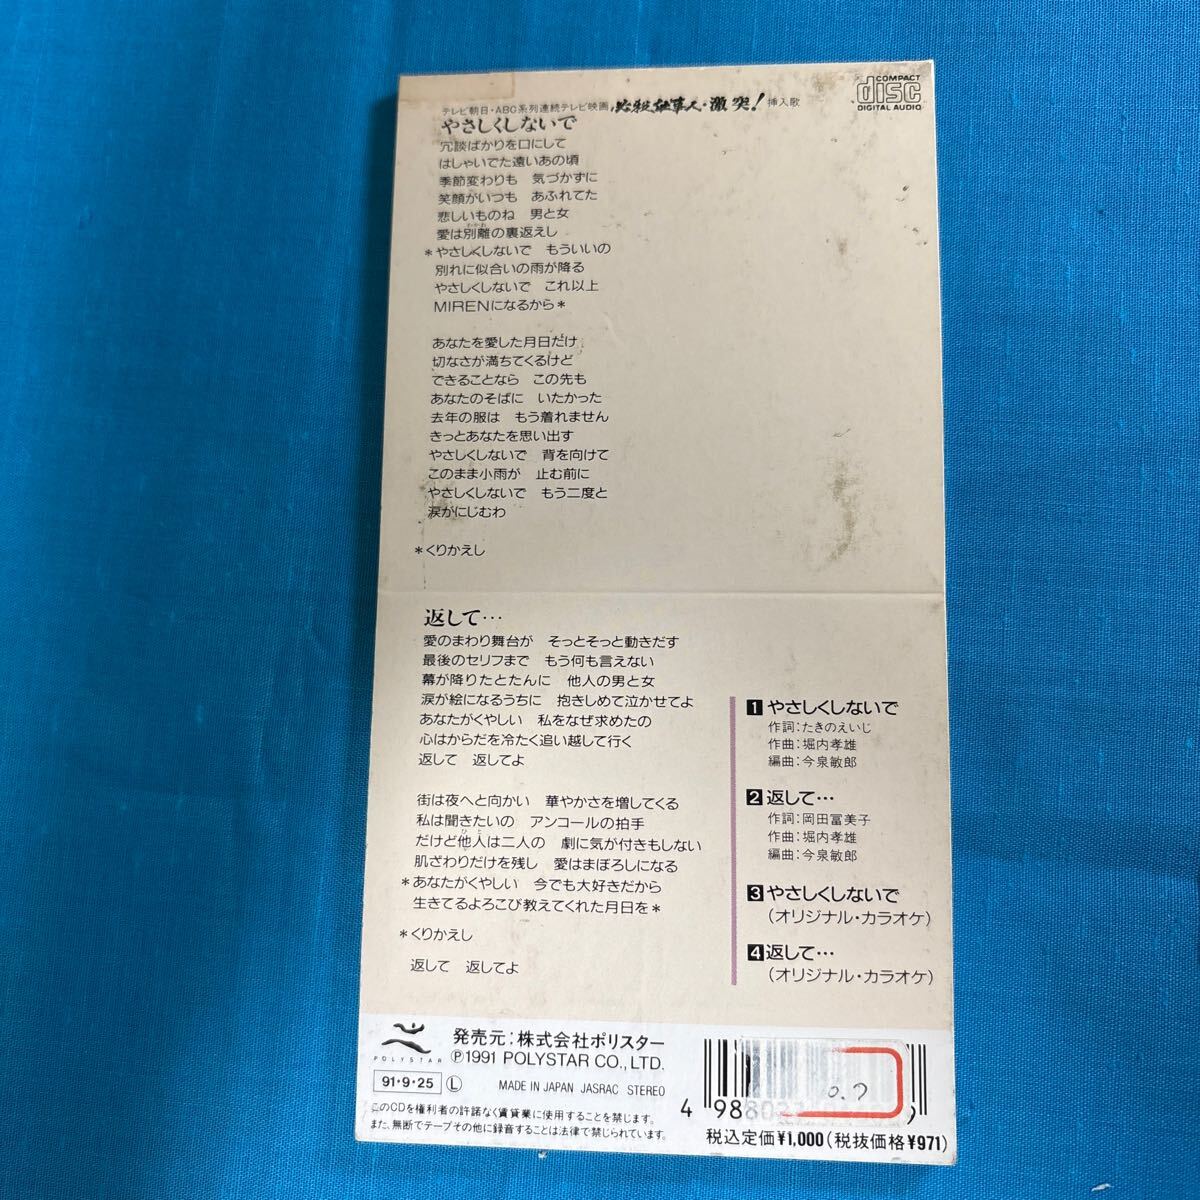 COMPACT
disc
DIGITAL AUDIO
テレビ朝日・ABC系列連続テレビ映画 必殺仕事人・激突! 挿入歌
やさしくしないで
冗談ばかりを口にして
はしゃいでた遠いあの頃
季節変わりも 気づかずに
笑顔がいつも あふれてた
悲しいものね 男と女
愛は別離の裏返えし
*やさしくしないで もういいの
別れに似合いの雨が降る
やさしくしないで これ以上
MIRENになるから*
あなたを愛した月日だけ
切なさが満ちてくるけど
できることなら この先も
あなたのそばに いたかった
去年の服は もう着れません
きっとあなたを思い出す
やさしくしないで 背を向けて
このまま小雨が 止む前に
やさしくしないで もう二度と
涙がにじむわ
*くりかえし
返して…
愛のまわり舞台が そっとそっと動きだす
最後のセリフまで もう何も言えない
幕が降りたとたんに 他人の男と女
涙が絵になるうちに 抱きしめて泣かせてよ
あなたがくやしい 私をなぜ求めたの
心はからだを冷たく追い越して行く
返して 返してよ
街は夜へと向かい 華やかさを増してくる
私は聞きたいの アンコールの拍手
だけど他人は二人の 劇に気が付きもしない
肌ざわりだけを残し 愛はまぼろしになる
*あなたがくやしい 今でも大好きだから
生きてるよろこび教えてくれた月日を*
*くりかえし
返して 返してよ
1 やさしくしないで
作詞:たきのえいじ
作曲:堀内孝雄
編曲:今泉敏郎
2 返して…
作詞:岡田冨美子
作曲:堀内孝雄
編曲:今泉敏郎
3 やさしくしないで
(オリジナル・カラオケ)
4 返して…
(オリジナル・カラオケ)
POLYSTAR
発売元:株式会社ポリスター
Ⓟ1991 POLYSTAR CO., LTD.
91・9・25 Ⓛ MADE IN JAPAN JASRAC STEREO
このCDを権利者の許諾なく賃貸業に使用することを禁じます。
また、無断でテープその他に録音することは法律で禁じられています。
4 98802
税込定価¥1,000(税抜価格¥971)